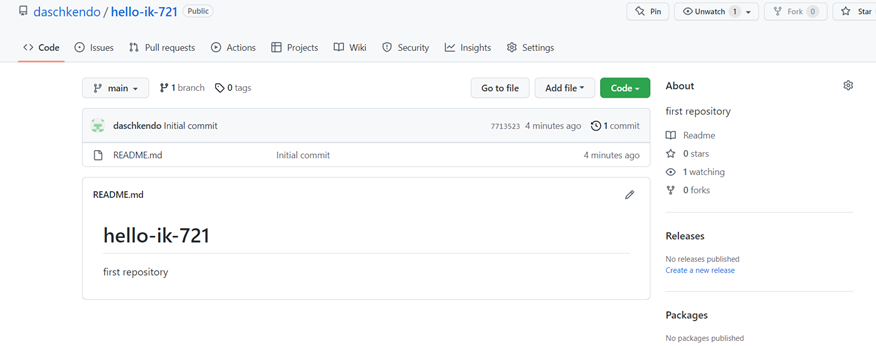 daschkendo / hello-ik-721 Public
Pin Unwatch 1 Fork 0 Star
Code Issues Pull requests Actions Projects Wiki Security Insights Settings
main 1 branch 0 tags Go to file Add file Code
daschkendo Initial commit 7713523 4 minutes ago 1 commit
README.md Initial commit 4 minutes ago
README.md
hello-ik-721
first repository
About
first repository
Readme
0 stars
1 watching
0 forks
Releases
No releases published
Create a new release
Packages
No packages published